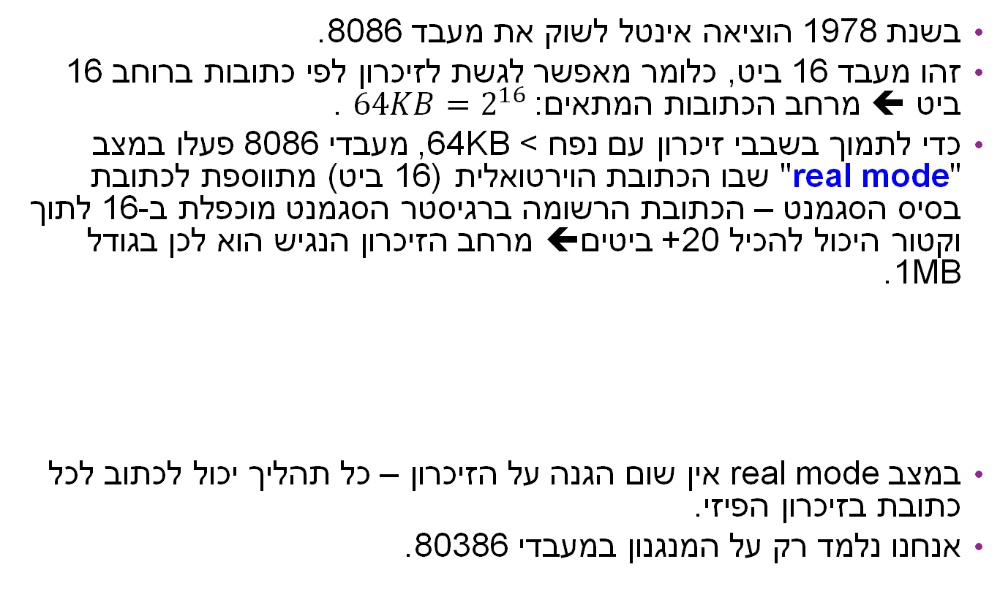 • בשנת 1978 הוציאה אינטל לשוק את מעבד 8086.
• זהו מעבד 16 ביט, כלומר מאפשר לגשת לזיכרון לפי כתובות ברוחב 16
ביט 🡸 מרחב הכתובות המתאים: 64KB = 2¹⁶ .
• כדי לתמוך בשבבי זיכרון עם נפח > 64KB, מעבדי 8086 פעלו במצב
"real mode" שבו הכתובת הוירטואלית (16 ביט) מתווספת לכתובת
בסיס הסגמנט – הכתובת הרשומה ברגיסטר הסגמנט מוכפלת ב-16 לתוך
וקטור היכול להכיל 20+ ביטים🡸 מרחב הזיכרון הנגיש הוא לכן בגודל
1MB.
• במצב real mode אין שום הגנה על הזיכרון – כל תהליך יכול לכתוב לכל
כתובת בזיכרון הפיזי.
• אנחנו נלמד רק על המנגנון במעבדי 80386.